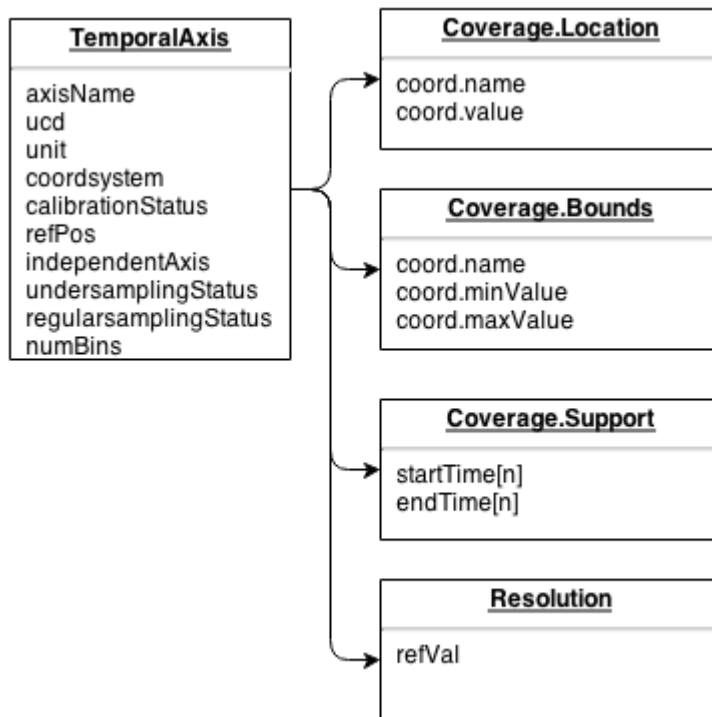 TemporalAxis
axisName
ucd
unit
coordsystem
calibrationStatus
refPos
independentAxis
undersamplingStatus
regularsamplingStatus
numBins
Coverage.Location
coord.name
coord.value
Coverage.Bounds
coord.name
coord.minValue
coord.maxValue
Coverage.Support
startTime[n]
endTime[n]
Resolution
refVal